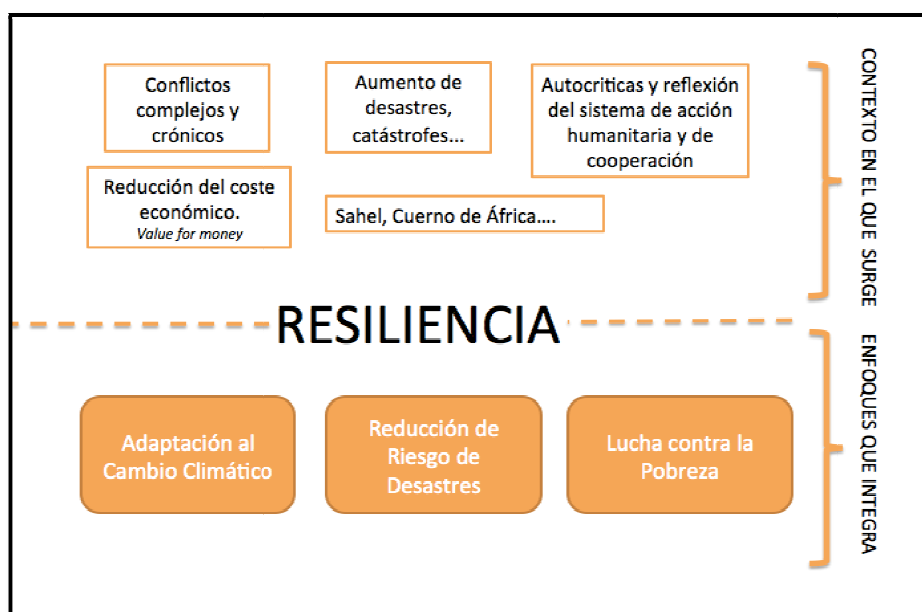 Conflictos
complejos y
crónicos
Aumento de
desastres,
catástrofes...
Autocriticas y reflexión
del sistema de acción
humanitaria y de
cooperación
Reducción del coste
económico.
Value for money
Sahel, Cuerno de África....
CONTEXTO EN EL QUE SURGE
RESILIENCIA
Adaptación al
Cambio Climático
Reducción de
Riesgo de
Desastres
Lucha contra la
Pobreza
ENFOQUES QUE INTEGRA